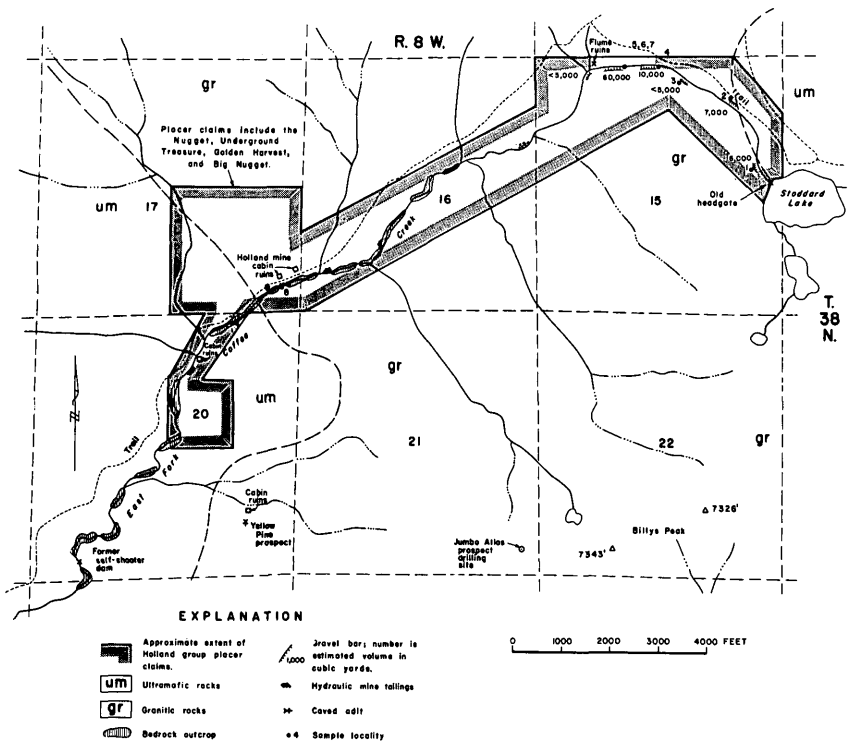 R. 8 W.
Flume
ruins
5,6,7
4
<5,000
60,000
10,000
<5,000
3
2
Trail
7,000
um
gr
Placer claims include the
Nugget, Underground
Treasure, Golden Harvest,
and Big Nugget.
um
17
16
gr
15
1
Old
headgate
Stoddard
Lake
Creek
Holland mine
cabin
ruins
8
T.
38
N.
Coffee
Cabin
ruins
gr
um
20
21
22
gr
N
Trail
Fork
East
Cabin
ruins
Yellow
Pine
prospect
Former
self-shooter
dam
Jumbo Atlas
prospect
drilling
site
7326'
Billys Peak
7343'
EXPLANATION
Approximate extent of
Holland group placer
claims.
um
Ultramafic rocks
gr
Granitic rocks
Bedrock outcrop
1,000
Gravel bar; number is
estimated volume in
cubic yards.
Hydraulic mine tailings
Caved adit
4
Sample locality
0 1000 2000 3000 4000 FEET